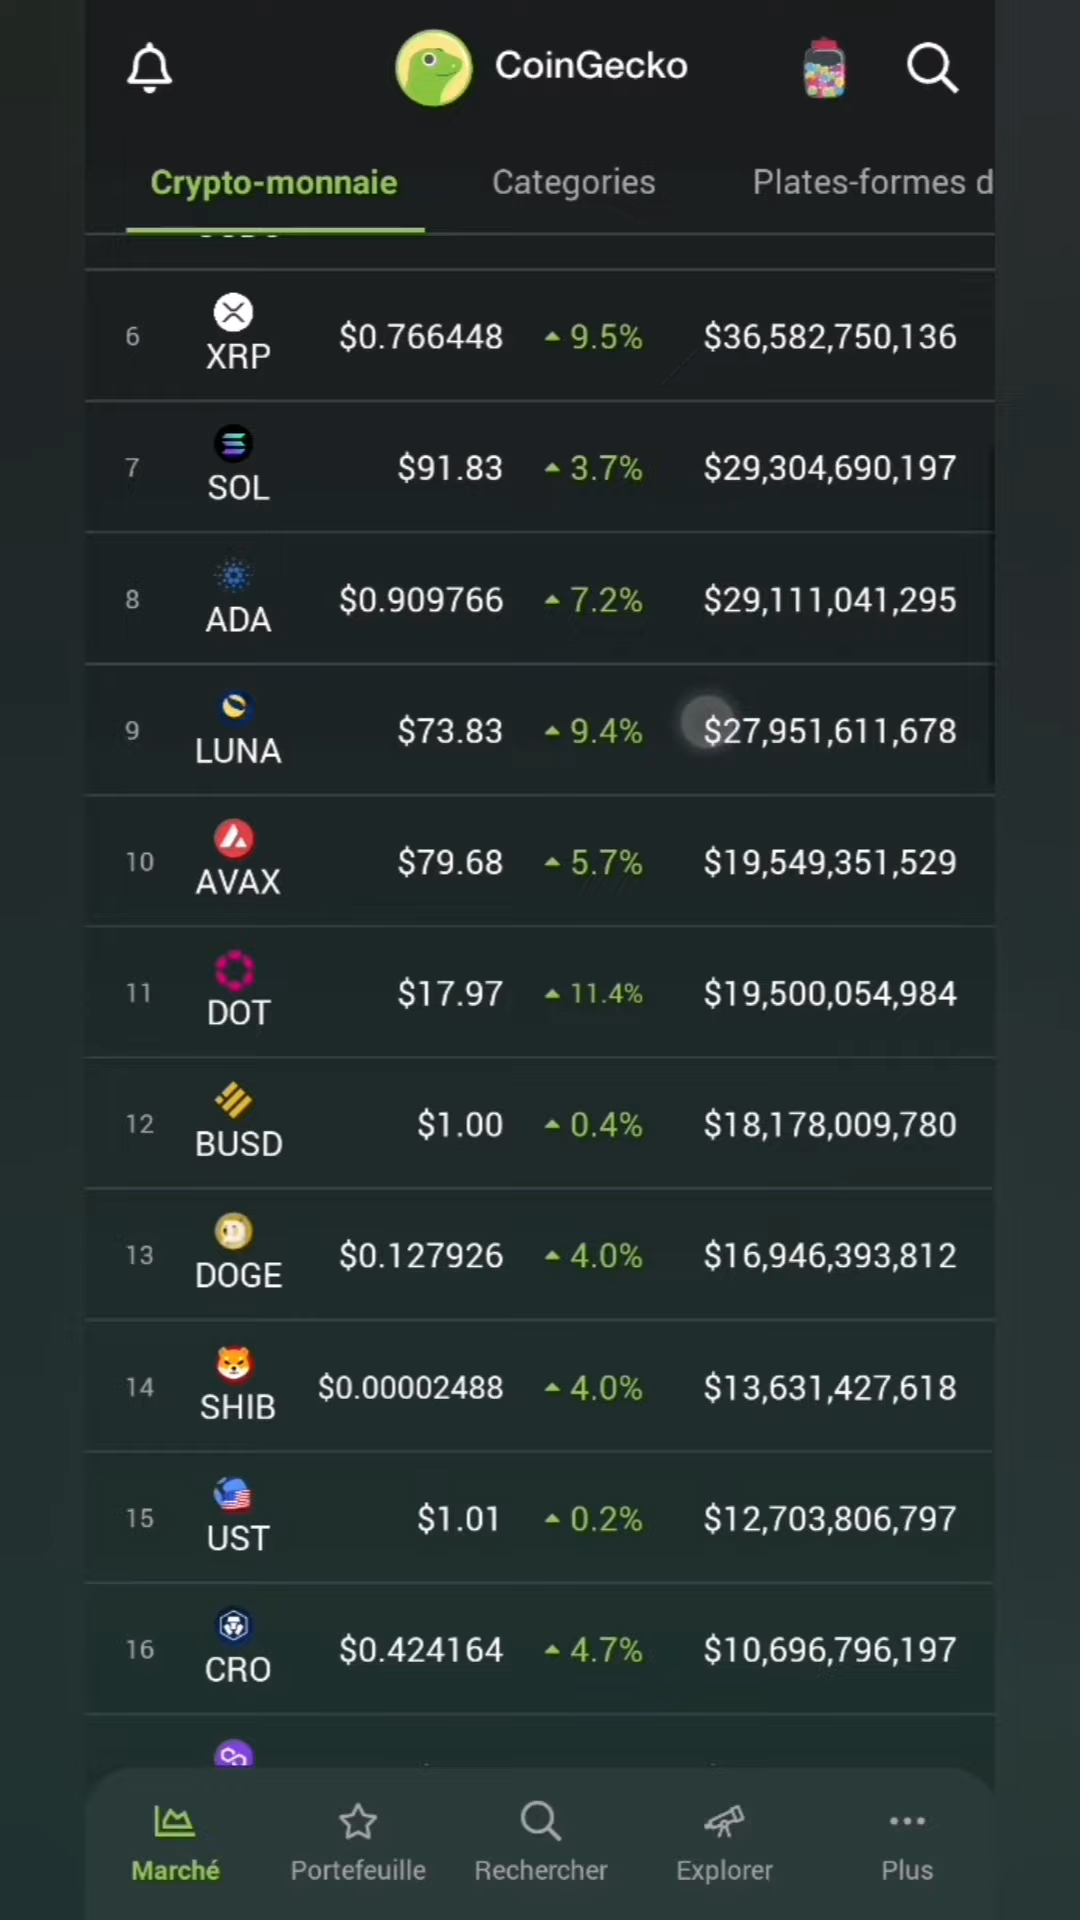 CoinGecko
Crypto-monnaie Categories Plates-formes d
6 XRP $0.766448 9.5% $36,582,750,136
7 SOL $91.83 3.7% $29,304,690,197
8 ADA $0.909766 7.2% $29,111,041,295
9 LUNA $73.83 9.4% $27,951,611,678
10 AVAX $79.68 5.7% $19,549,351,529
11 DOT $17.97 11.4% $19,500,054,984
12 BUSD $1.00 0.4% $18,178,009,780
13 DOGE $0.127926 4.0% $16,946,393,812
14 SHIB $0.00002488 4.0% $13,631,427,618
15 UST $1.01 0.2% $12,703,806,797
16 CRO $0.424164 4.7% $10,696,796,197
Marché Portefeuille Rechercher Explorer Plus